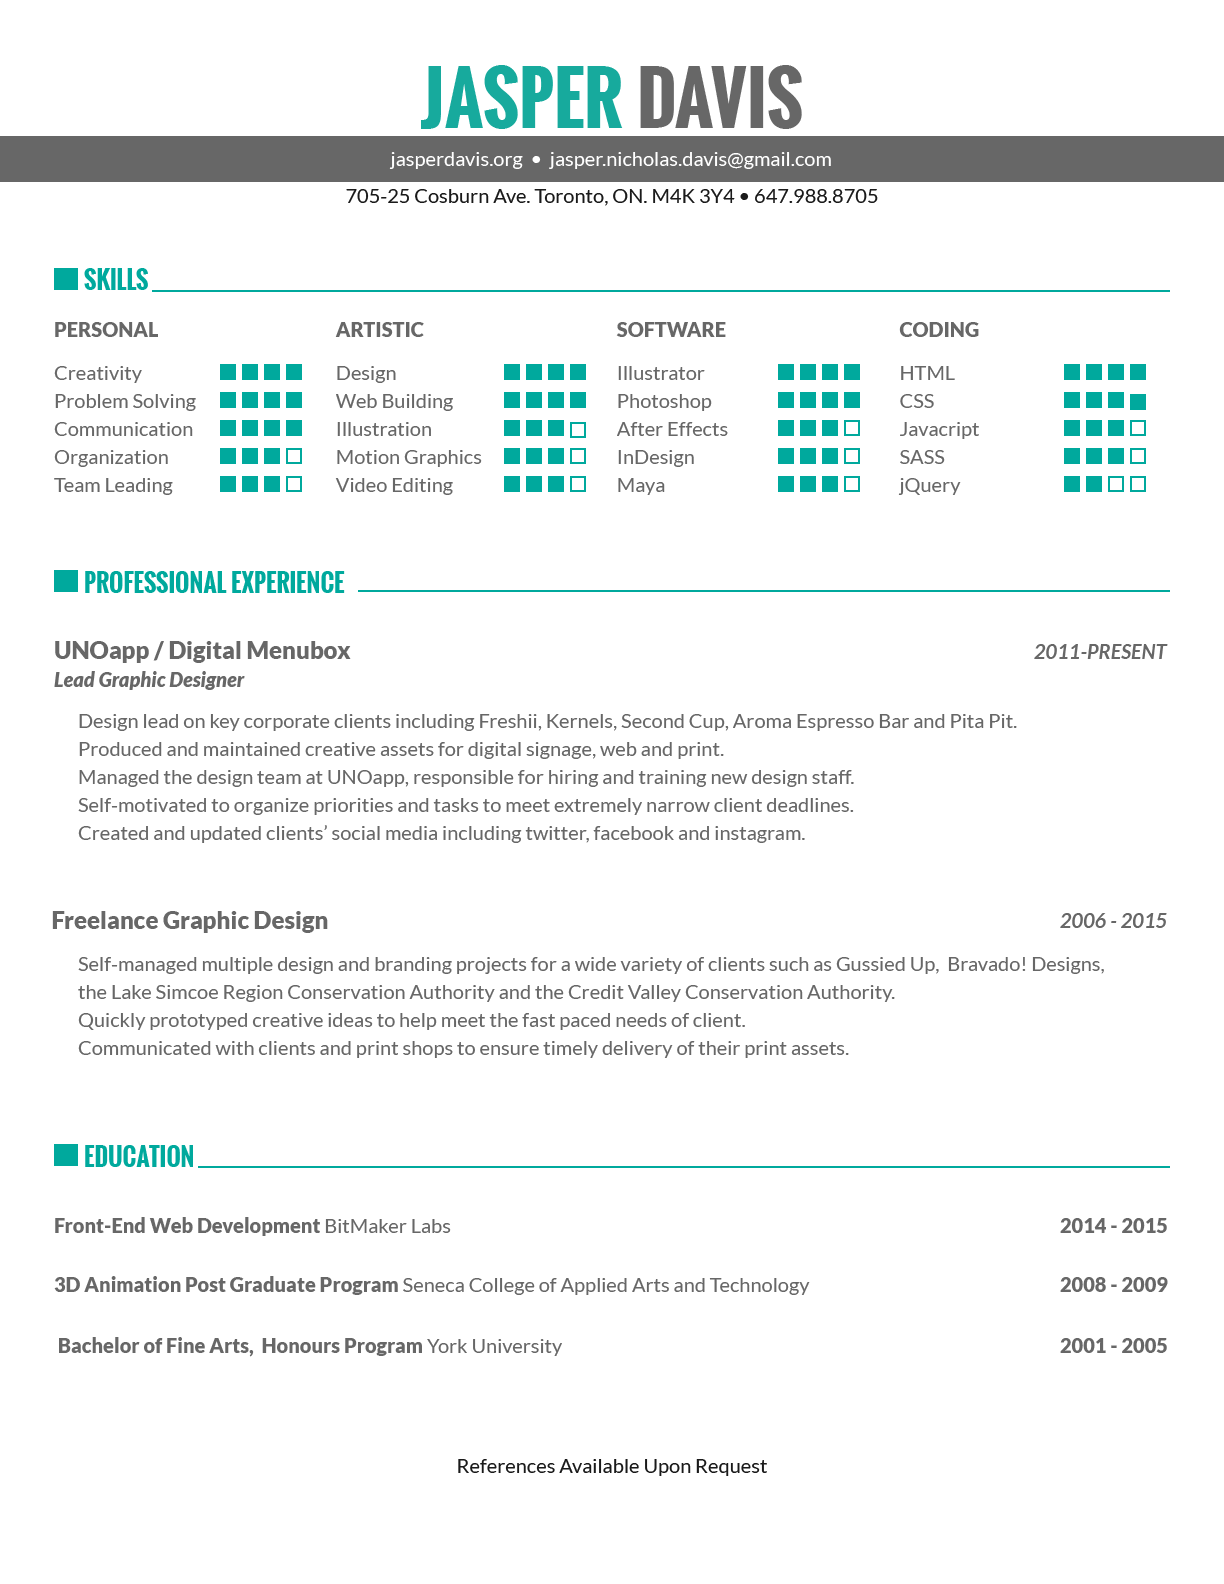 JASPER DAVIS
jasperdavis.org • jasper.nicholas.davis@gmail.com
705-25 Cosburn Ave. Toronto, ON. M4K 3Y4 • 647.988.8705
SKILLS
PERSONAL ARTISTIC SOFTWARE CODING
Creativity Design Illustrator HTML
Problem Solving Web Building Photoshop CSS
Communication Illustration After Effects Javacript
Organization Motion Graphics InDesign SASS
Team Leading Video Editing Maya jQuery
PROFESSIONAL EXPERIENCE
UNOapp / Digital Menubox 2011-PRESENT
Lead Graphic Designer
Design lead on key corporate clients including Freshii, Kernels, Second Cup, Aroma Espresso Bar and Pita Pit.
Produced and maintained creative assets for digital signage, web and print.
Managed the design team at UNOapp, responsible for hiring and training new design staff.
Self-motivated to organize priorities and tasks to meet extremely narrow client deadlines.
Created and updated clients’ social media including twitter, facebook and instagram.
Freelance Graphic Design 2006 - 2015
Self-managed multiple design and branding projects for a wide variety of clients such as Gussied Up, Bravado! Designs,
the Lake Simcoe Region Conservation Authority and the Credit Valley Conservation Authority.
Quickly prototyped creative ideas to help meet the fast paced needs of client.
Communicated with clients and print shops to ensure timely delivery of their print assets.
EDUCATION
Front-End Web Development BitMaker Labs 2014 - 2015
3D Animation Post Graduate Program Seneca College of Applied Arts and Technology 2008 - 2009
Bachelor of Fine Arts, Honours Program York University 2001 - 2005
References Available Upon Request